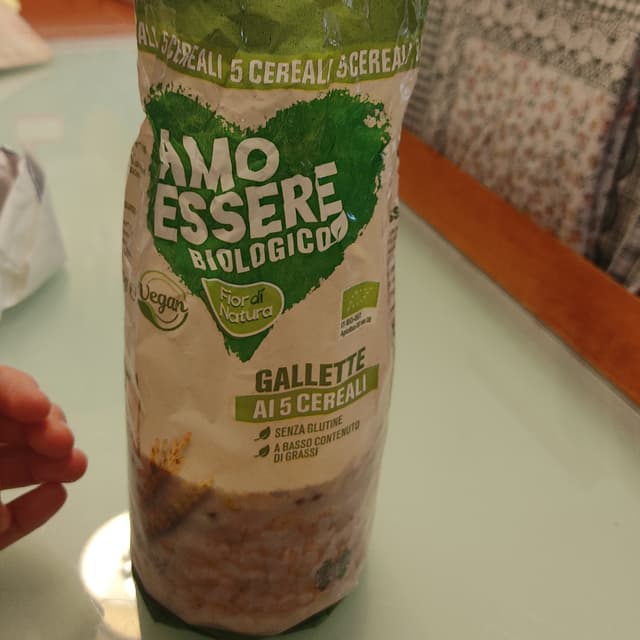 5 CEREALI 5 CEREALI 5 CEREALI
AMO
ESSERE
BIOLOGICO
Vegan
Fior di
Natura
GALLETTE
AI 5 CEREALI
SENZA GLUTINE
A BASSO CONTENUTO
DI GRASSI